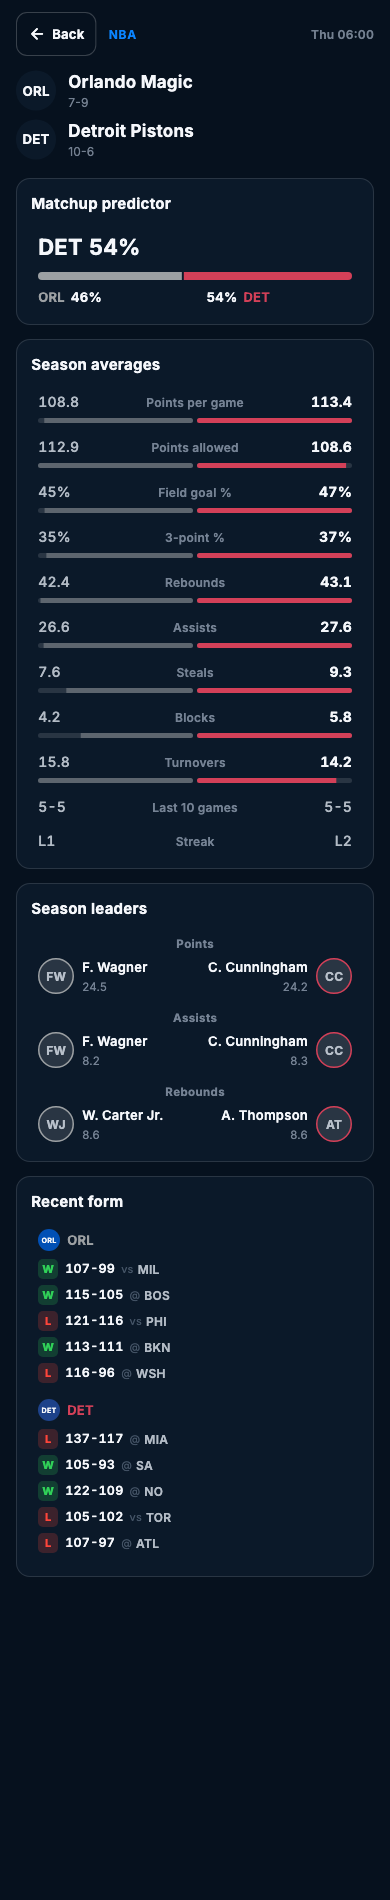 ← Back NBA Thu 06:00
ORL Orlando Magic
7-9
DET Detroit Pistons
10-6
Matchup predictor
DET 54%
ORL 46% 54% DET
Season averages
108.8 Points per game 113.4
112.9 Points allowed 108.6
45% Field goal % 47%
35% 3-point % 37%
42.4 Rebounds 43.1
26.6 Assists 27.6
7.6 Steals 9.3
4.2 Blocks 5.8
15.8 Turnovers 14.2
5-5 Last 10 games 5-5
L1 Streak L2
Season leaders
Points
FW F. Wagner C. Cunningham CC
24.5 24.2
Assists
FW F. Wagner C. Cunningham CC
8.2 8.3
Rebounds
WJ W. Carter Jr. A. Thompson AT
8.6 8.6
Recent form
ORL ORL
W 107-99 vs MIL
W 115-105 @ BOS
L 121-116 vs PHI
W 113-111 @ BKN
L 116-96 @ WSH
DET DET
L 137-117 @ MIA
W 105-93 @ SA
W 122-109 @ NO
L 105-102 vs TOR
L 107-97 @ ATL